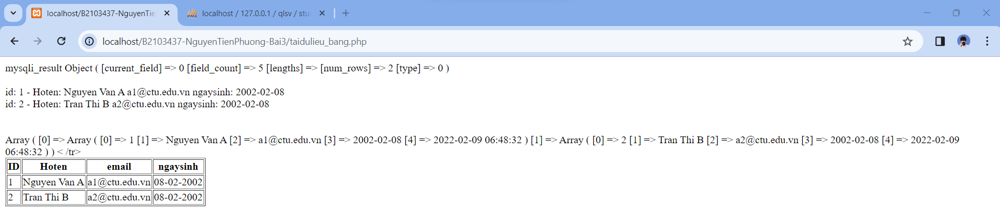 localhost/B2103437-NguyenTie
localhost / 127.0.0.1 / qlsv / stu
localhost/B2103437-NguyenTienPhuong-Bai3/taidulieu_bang.php
mysqli_result Object ( [current_field] => 0 [field_count] => 5 [lengths] => [num_rows] => 2 [type] => 0 )
id: 1 - Hoten: Nguyen Van A a1@ctu.edu.vn ngaysinh: 2002-02-08
id: 2 - Hoten: Tran Thi B a2@ctu.edu.vn ngaysinh: 2002-02-08
Array ( [0] => Array ( [0] => 1 [1] => Nguyen Van A [2] => a1@ctu.edu.vn [3] => 2002-02-08 [4] => 2022-02-09 06:48:32 ) [1] => Array ( [0] => 2 [1] => Tran Thi B [2] => a2@ctu.edu.vn [3] => 2002-02-08 [4] => 2022-02-09
06:48:32 ) ) < /tr>
ID Hoten email ngaysinh
1 Nguyen Van A a1@ctu.edu.vn 08-02-2002
2 Tran Thi B a2@ctu.edu.vn 08-02-2002